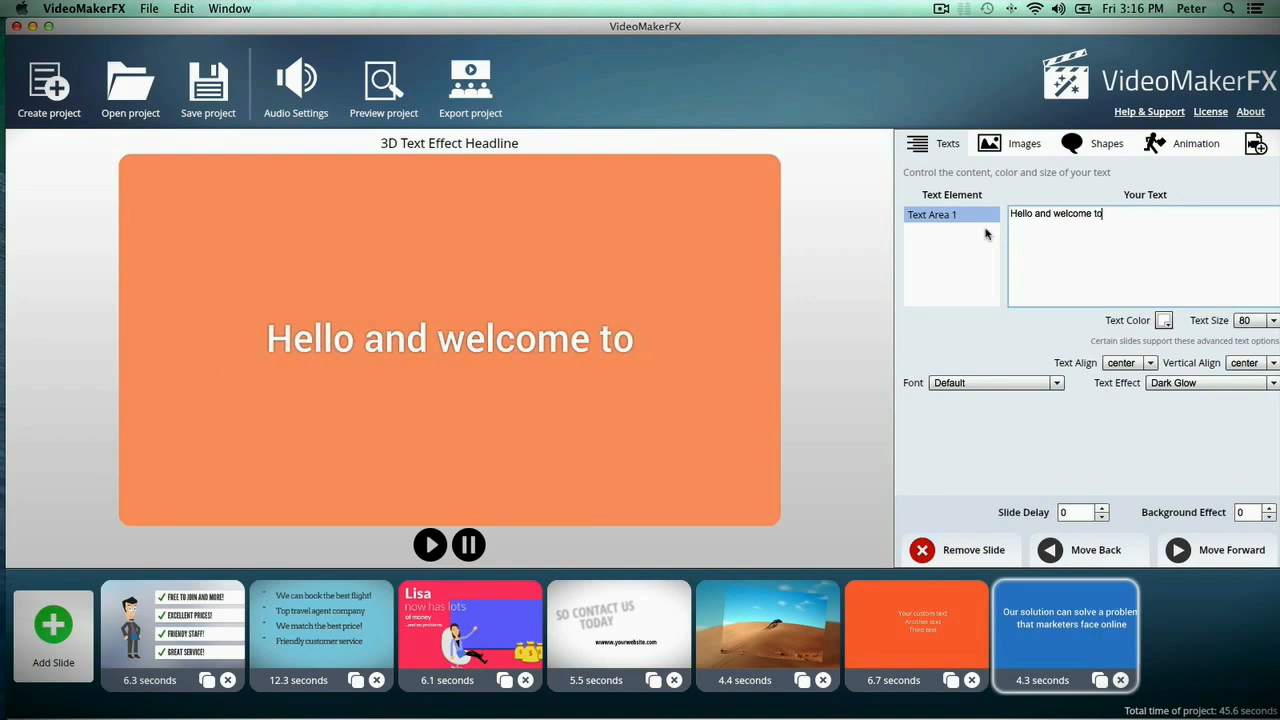 File Edit Window
Fri 3:16 PM Peter
VideoMakerFX
Create project
Open project
Save project
Audio Settings
Preview project
Export project
VideoMakerFX
Help & Support License About
3D Text Effect Headline
Hello and welcome to
Texts Images Shapes Animation
Control the content, color and size of your text
Text Element Your Text
Text Area 1
Hello and welcome to
Text Color Text Size 80
Certain slides support these advanced text options
Text Align center Vertical Align center
Font Default Text Effect Dark Glow
Slide Delay 0 Background Effect 0
Remove Slide Move Back Move Forward
Add Slide
FREE TO JOIN AND MORE!
EXCELLENT PRICES!
FRIENDY STAFF!
GREAT SERVICE!
6.3 seconds
- We can book the best flight!
- Top travel agent company
- We match the best price!
- Friendly customer service
12.3 seconds
Lisa
now has lots
of money
...and no problems
6.1 seconds
SO CONTACT US
TODAY
www.yourwebsite.com
5.5 seconds
4.4 seconds
Your custom text
Another text
Third text
6.7 seconds
Our solution can solve a problem
that marketers face online
4.3 seconds
Total time of project: 45.6 seconds